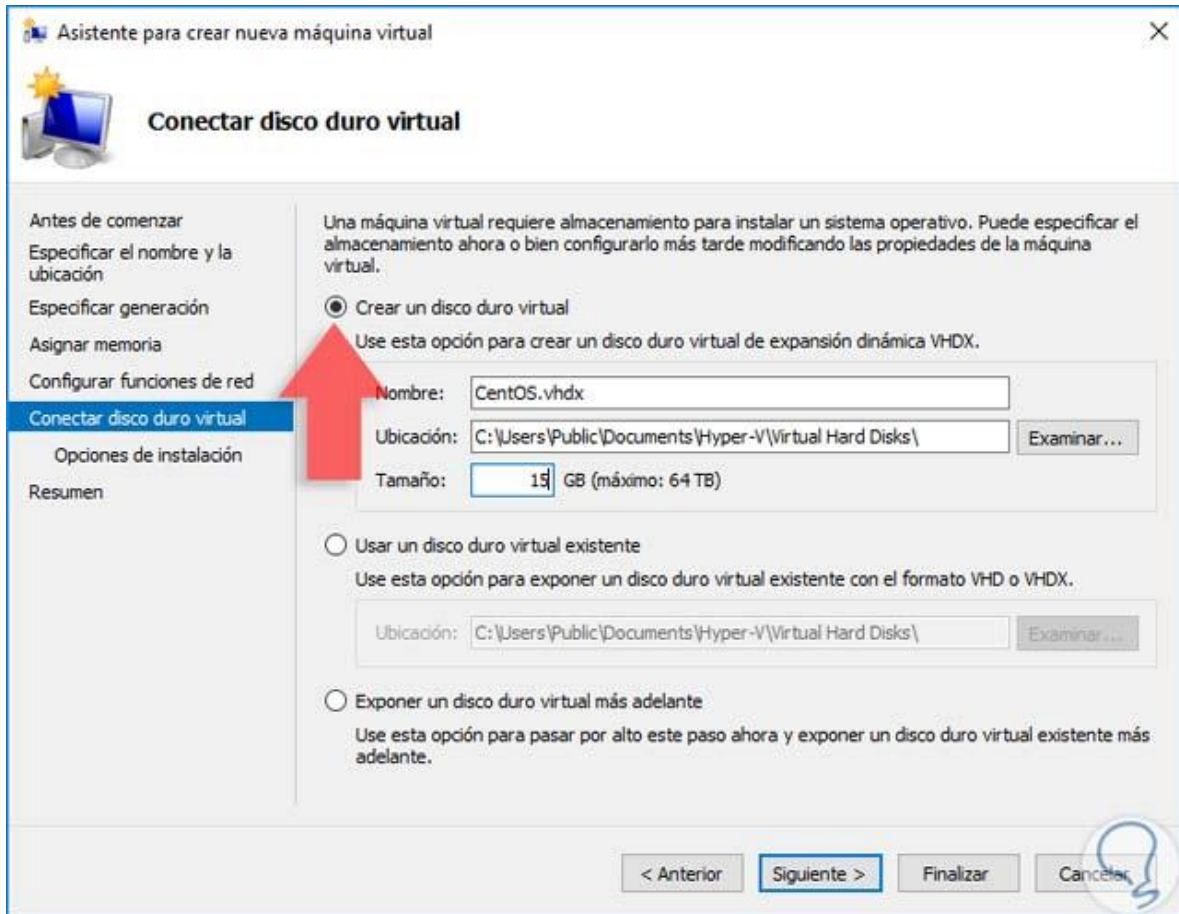 Asistente para crear nueva máquina virtual
Conectar disco duro virtual
Antes de comenzar
Especificar el nombre y la
ubicación
Especificar generación
Asignar memoria
Configurar funciones de red
Conectar disco duro virtual
Opciones de instalación
Resumen
Una máquina virtual requiere almacenamiento para instalar un sistema operativo. Puede especificar el
almacenamiento ahora o bien configurarlo más tarde modificando las propiedades de la máquina
virtual.
Crear un disco duro virtual
Use esta opción para crear un disco duro virtual de expansión dinámica VHDX.
Nombre: CentOS.vhdx
Ubicación: C:\Users\Public\Documents\Hyper-V\Virtual Hard Disks\ Examinar...
Tamaño: 15 GB (máximo: 64 TB)
Usar un disco duro virtual existente
Use esta opción para exponer un disco duro virtual existente con el formato VHD o VHDX.
Ubicación: C:\Users\Public\Documents\Hyper-V\Virtual Hard Disks\ Examinar...
Exponer un disco duro virtual más adelante
Use esta opción para pasar por alto este paso ahora y exponer un disco duro virtual existente más
adelante.
< Anterior Siguiente > Finalizar Cancelar